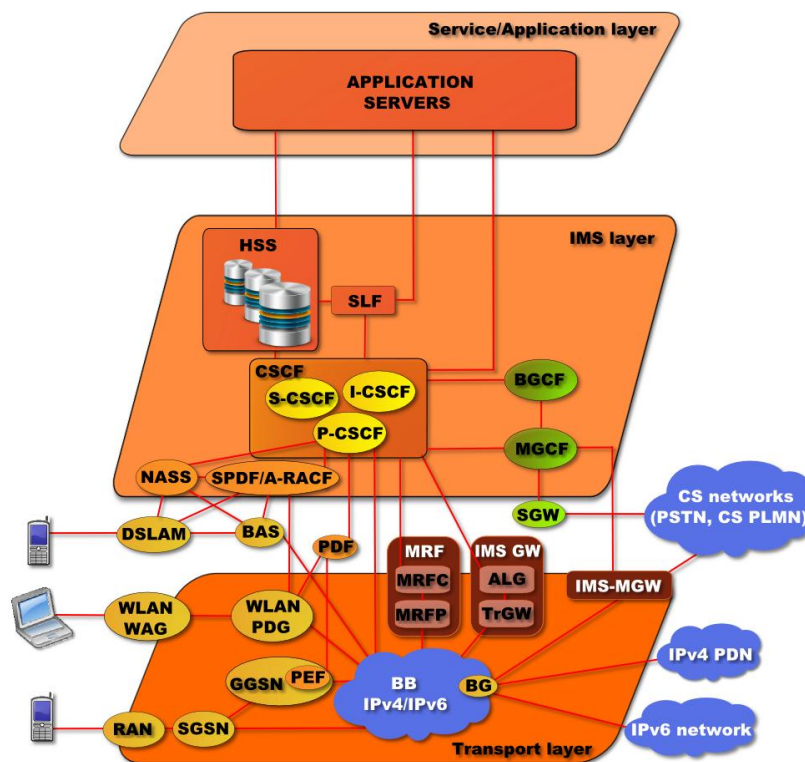 Service/Application layer
APPLICATION
SERVERS
HSS
IMS layer
SLF
CSCF
S-CSCF
I-CSCF
P-CSCF
BGCF
MGCF
NASS
SPDF/A-RACF
SGW
CS networks
(PSTN, CS PLMN)
DSLAM
BAS
PDF
MRF
MRFC
MRFP
IMS GW
ALG
TrGW
IMS-MGW
WLAN
WAG
WLAN
PDG
GGSN
PEF
BB
IPv4/IPv6
BG
IPv4 PDN
IPv6 network
RAN
SGSN
Transport layer